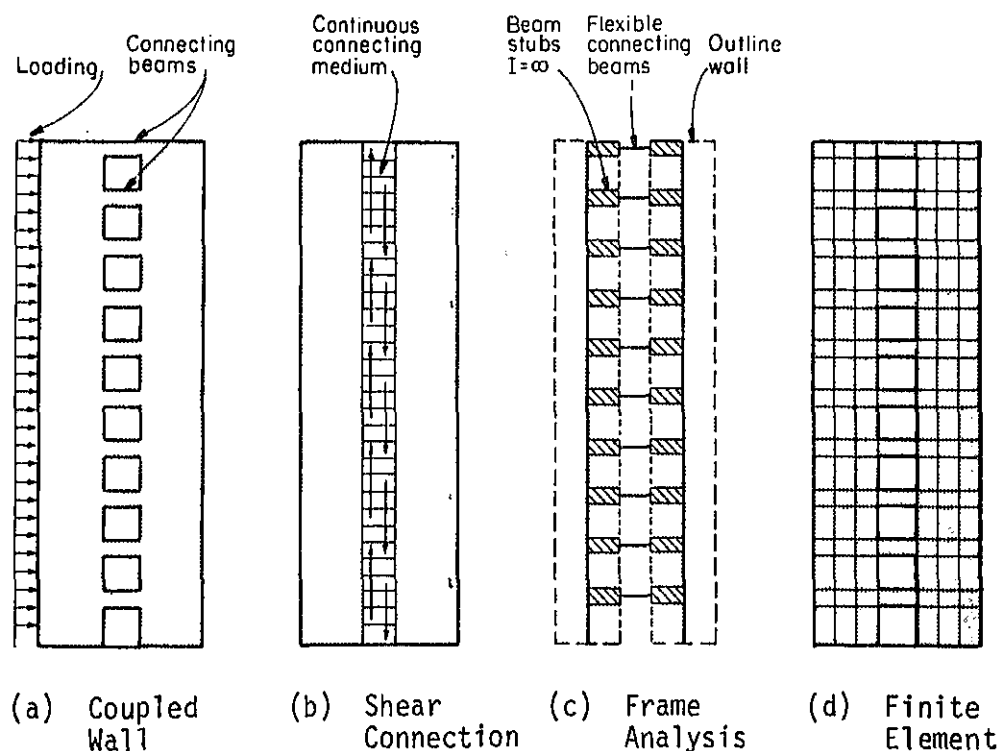 Loading
Connecting
beams
Continuous
connecting
medium
Beam
stubs
I=∞
Flexible
connecting
beams
Outline
wall
(a) Coupled
Wall
(b) Shear
Connection
(c) Frame
Analysis
(d) Finite
Element